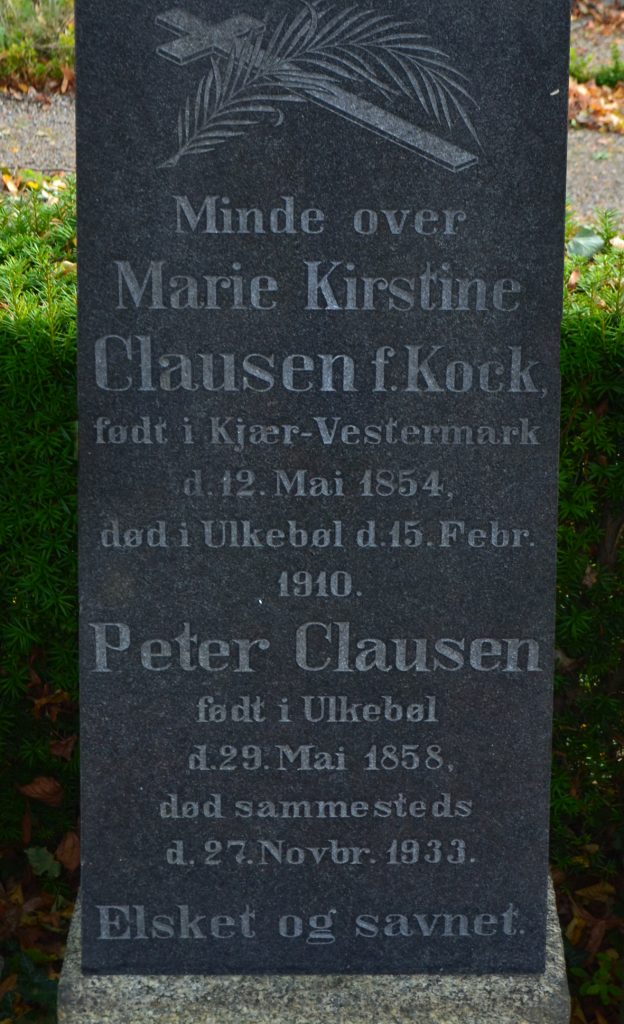 Minde over
Marie Kirstine
Clausen f. Kock,
født i Kjær-Vestermark
d. 12. Mai 1854,
død i Ulkebøl d. 15. Febr.
1910.
Peter Clausen
født i Ulkebøl
d. 29. Mai 1858,
død sammesteds
d. 27. Novbr. 1933.
Elsket og savnet.